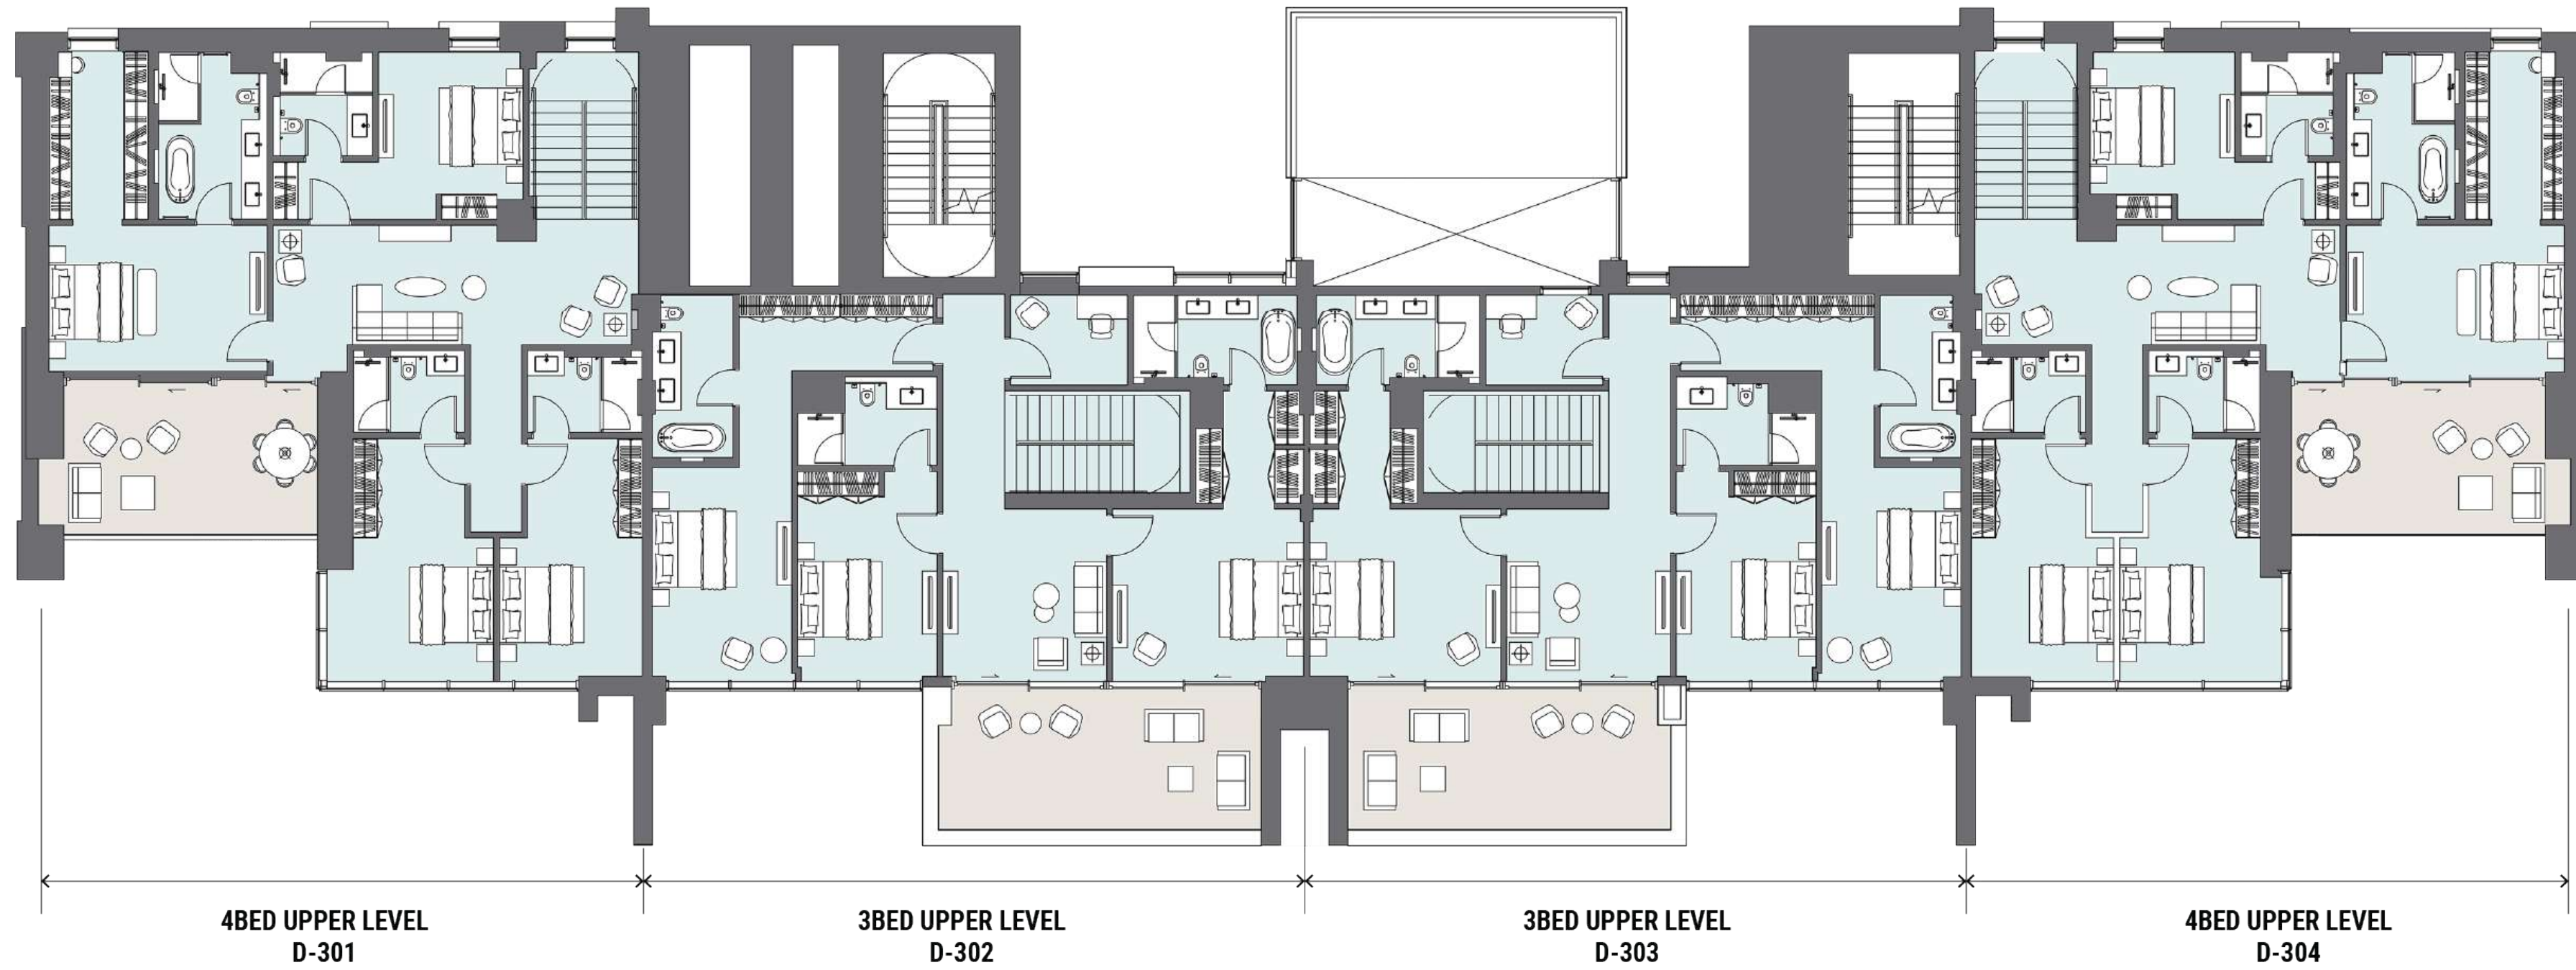 4BED UPPER LEVEL
D-301
3BED UPPER LEVEL
D-302
3BED UPPER LEVEL
D-303
4BED UPPER LEVEL
D-304